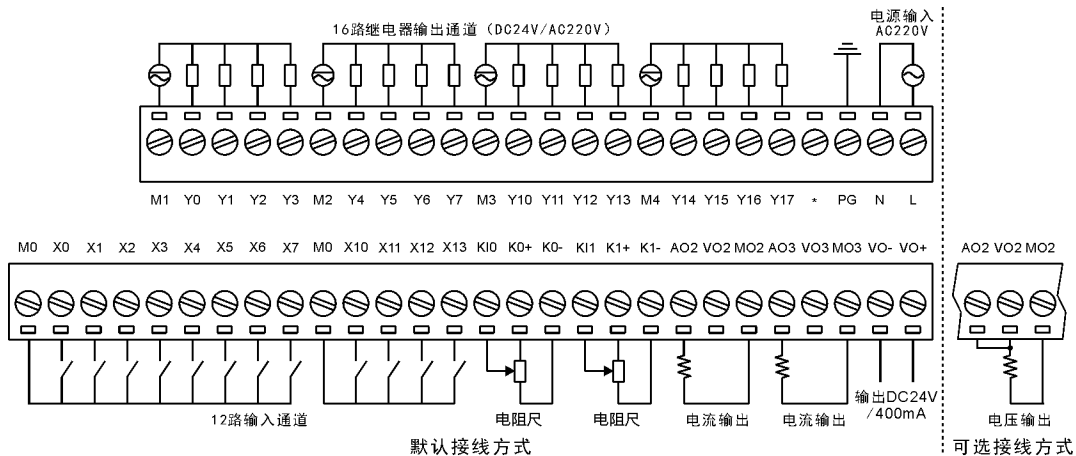 16路继电器输出通道（DC24V/AC220V）
电源输入
AC220V
M1 Y0 Y1 Y2 Y3 M2 Y4 Y5 Y6 Y7 M3 Y10 Y11 Y12 Y13 M4 Y14 Y15 Y16 Y17 * PG N L
M0 X0 X1 X2 X3 X4 X5 X6 X7 M0 X10 X11 X12 X13 KI0 K0+ K0- KI1 K1+ K1- AO2 VO2 MO2 AO3 VO3 MO3 VO- VO+
AO2 VO2 MO2
12路输入通道
电阻尺
电阻尺
电流输出
电流输出
输出DC24V
/400mA
电压输出
默认接线方式
可选接线方式